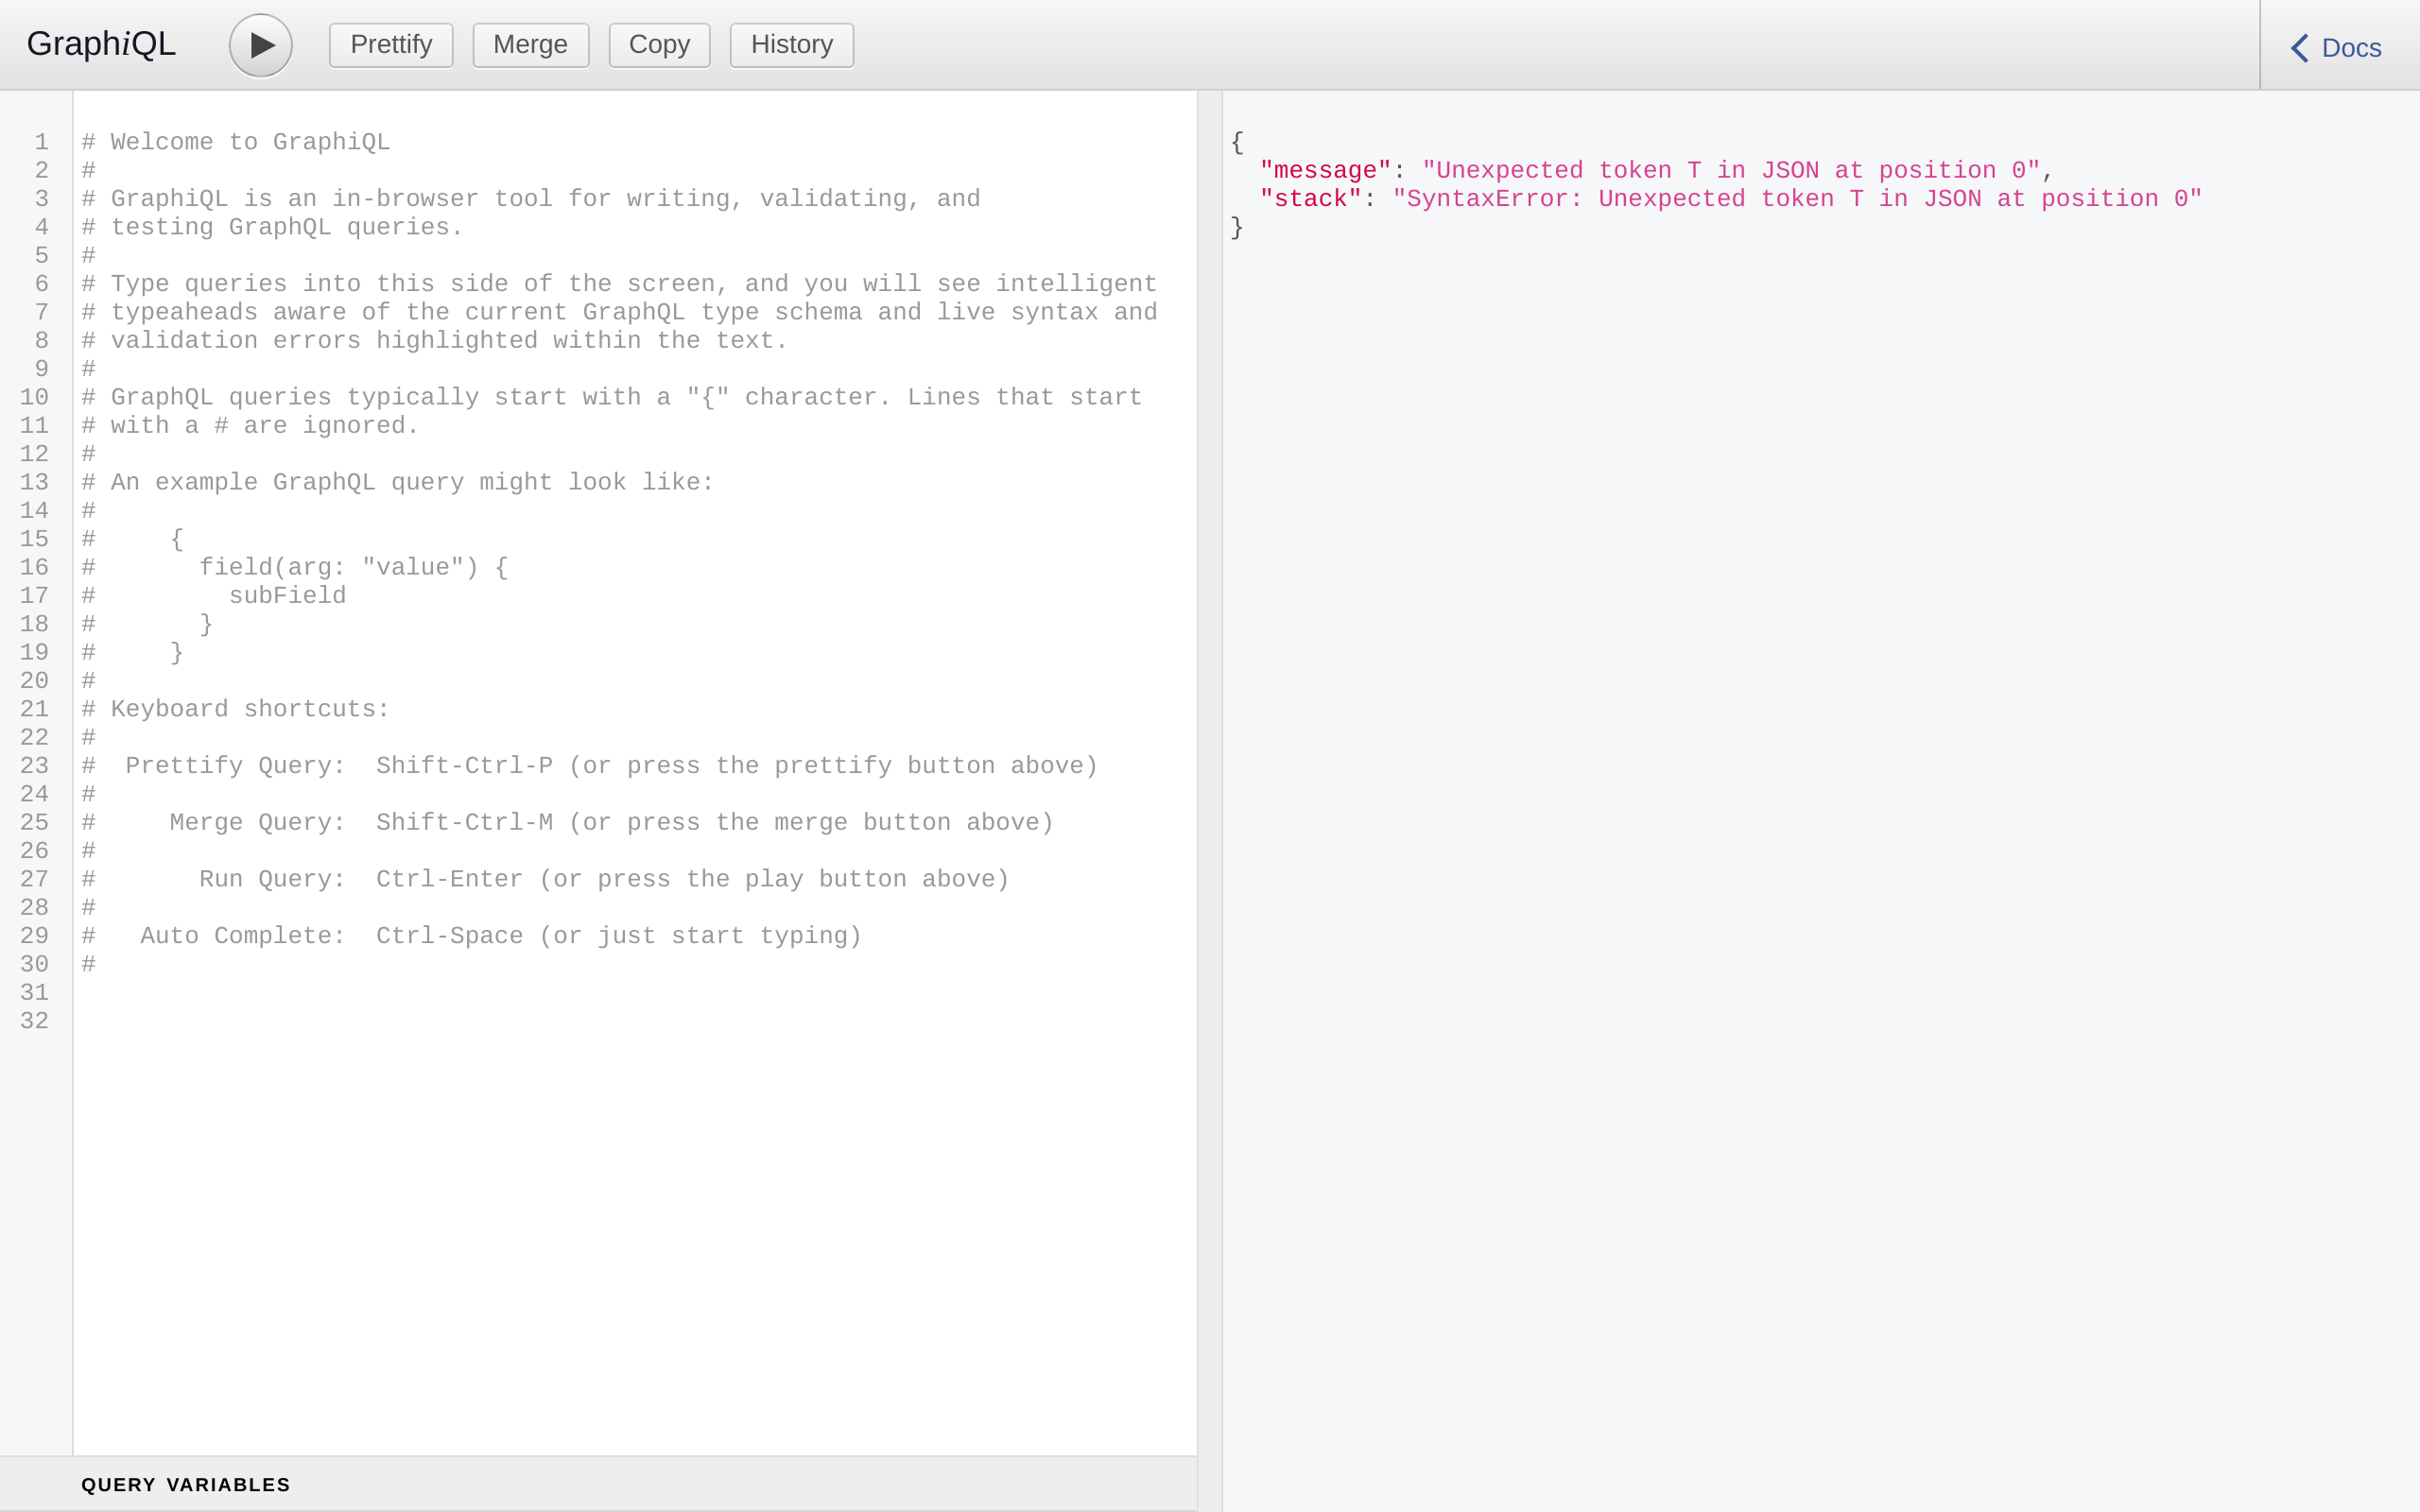 GraphiQL
Prettify Merge Copy History
Docs
1 # Welcome to GraphiQL
2 #
3 # GraphiQL is an in-browser tool for writing, validating, and
4 # testing GraphQL queries.
5 #
6 # Type queries into this side of the screen, and you will see intelligent
7 # typeaheads aware of the current GraphQL type schema and live syntax and
8 # validation errors highlighted within the text.
9 #
10 # GraphQL queries typically start with a "{" character. Lines that start
11 # with a # are ignored.
12 #
13 # An example GraphQL query might look like:
14 #
15 #     {
16 #       field(arg: "value") {
17 #         subField
18 #       }
19 #     }
20 #
21 # Keyboard shortcuts:
22 #
23 #  Prettify Query:  Shift-Ctrl-P (or press the prettify button above)
24 #
25 #     Merge Query:  Shift-Ctrl-M (or press the merge button above)
26 #
27 #       Run Query:  Ctrl-Enter (or press the play button above)
28 #
29 #   Auto Complete:  Ctrl-Space (or just start typing)
30 #
31
32
QUERY VARIABLES
{
  "message": "Unexpected token T in JSON at position 0",
  "stack": "SyntaxError: Unexpected token T in JSON at position 0"
}